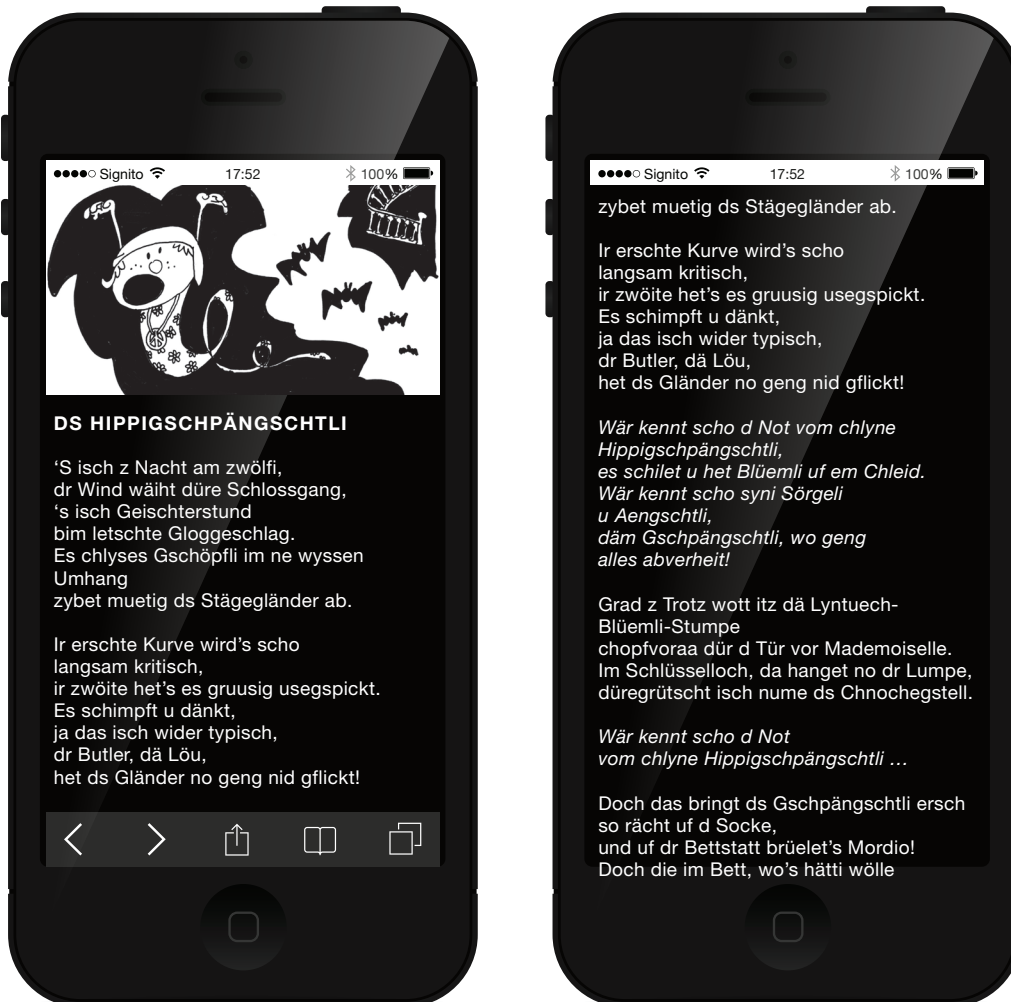 Signito 17:52 100%
DS HIPPIGSCHPÄNGSCHTLI
‘S isch z Nacht am zwölfi,
dr Wind wäiht düre Schlossgang,
‘s isch Geischterstund
bim letschte Gloggeschlag.
Es chlyses Gschöpfli im ne wyssen
Umhang
zybet muetig ds Stägegländer ab.
Ir erschte Kurve wird’s scho
langsam kritisch,
ir zwöite het’s es gruusig usegspickt.
Es schimpft u dänkt,
ja das isch wider typisch,
dr Butler, dä Löu,
het ds Gländer no geng nid gflickt!
Signito 17:52 100%
zybet muetig ds Stägegländer ab.
Ir erschte Kurve wird’s scho
langsam kritisch,
ir zwöite het’s es gruusig usegspickt.
Es schimpft u dänkt,
ja das isch wider typisch,
dr Butler, dä Löu,
het ds Gländer no geng nid gflickt!
Wär kennt scho d Not vom chlyne
Hippigschpängschtli,
es schilet u het Blüemli uf em Chleid.
Wär kennt scho syni Sörgeli
u Aengschtli,
däm Gschpängschtli, wo geng
alles abverheit!
Grad z Trotz wott itz dä Lyntuech-
Blüemli-Stumpe
chopfvoraa dür d Tür vor Mademoiselle.
Im Schlüsselloch, da hanget no dr Lumpe,
düregrütscht isch nume ds Chnochegstell.
Wär kennt scho d Not
vom chlyne Hippigschpängschtli …
Doch das bringt ds Gschpängschtli ersch
so rächt uf d Socke,
und uf dr Bettstatt brüelet’s Mordio!
Doch die im Bett, wo’s hätti wölle